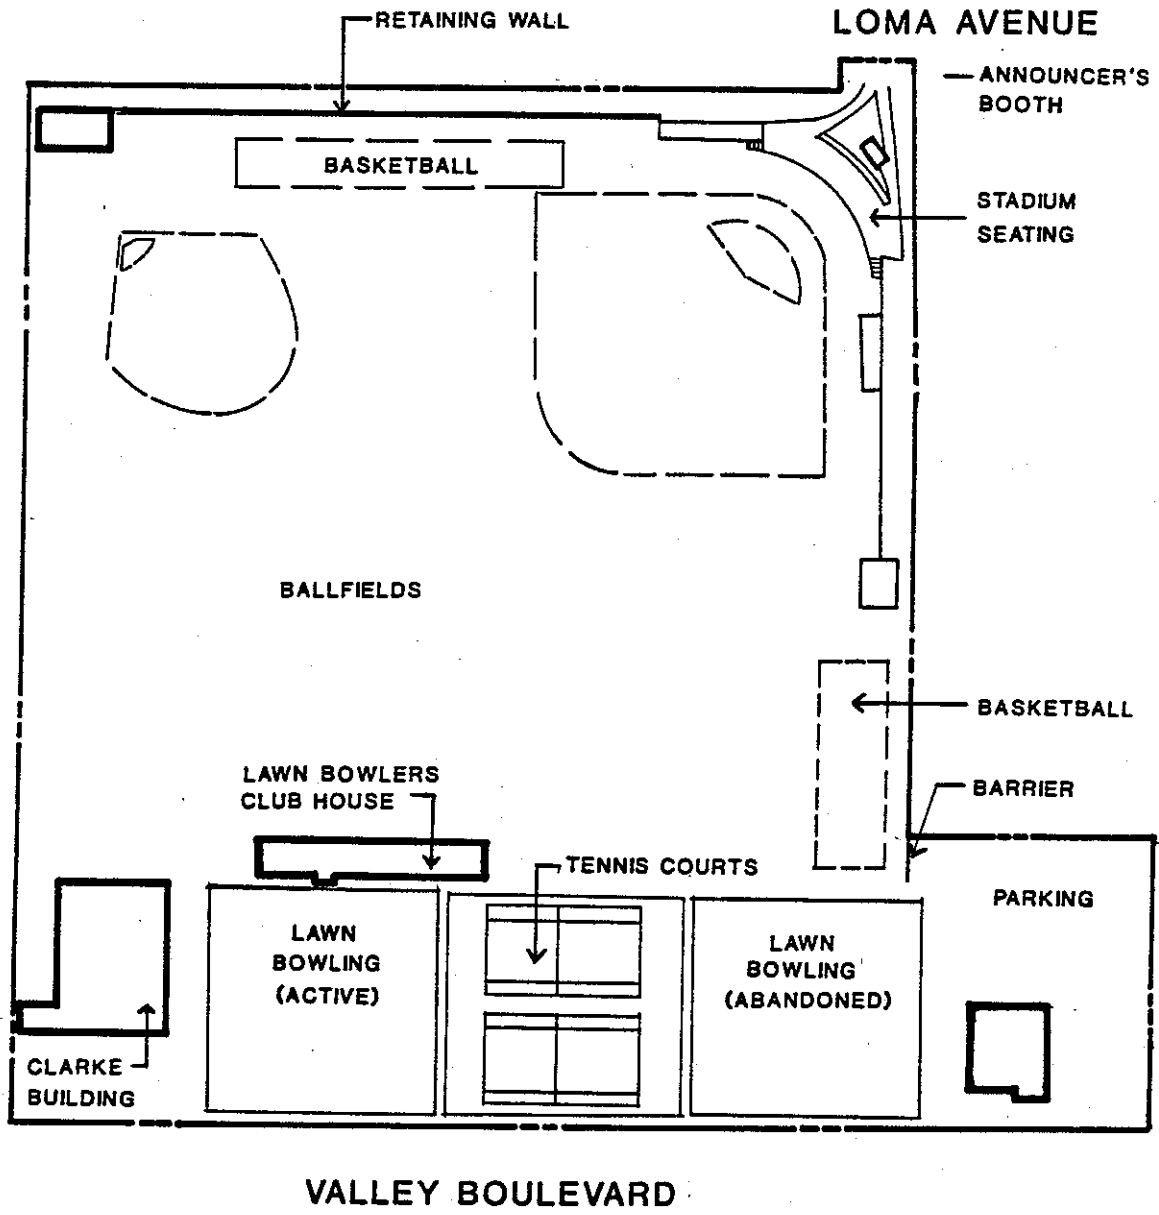 RETAINING WALL
LOMA AVENUE
ANNOUNCER'S
BOOTH
BASKETBALL
STADIUM
SEATING
BALLFIELDS
BASKETBALL
LAWN BOWLERS
CLUB HOUSE
BARRIER
TENNIS COURTS
PARKING
LAWN
BOWLING
(ACTIVE)
LAWN
BOWLING
(ABANDONED)
CLARKE
BUILDING
VALLEY BOULEVARD